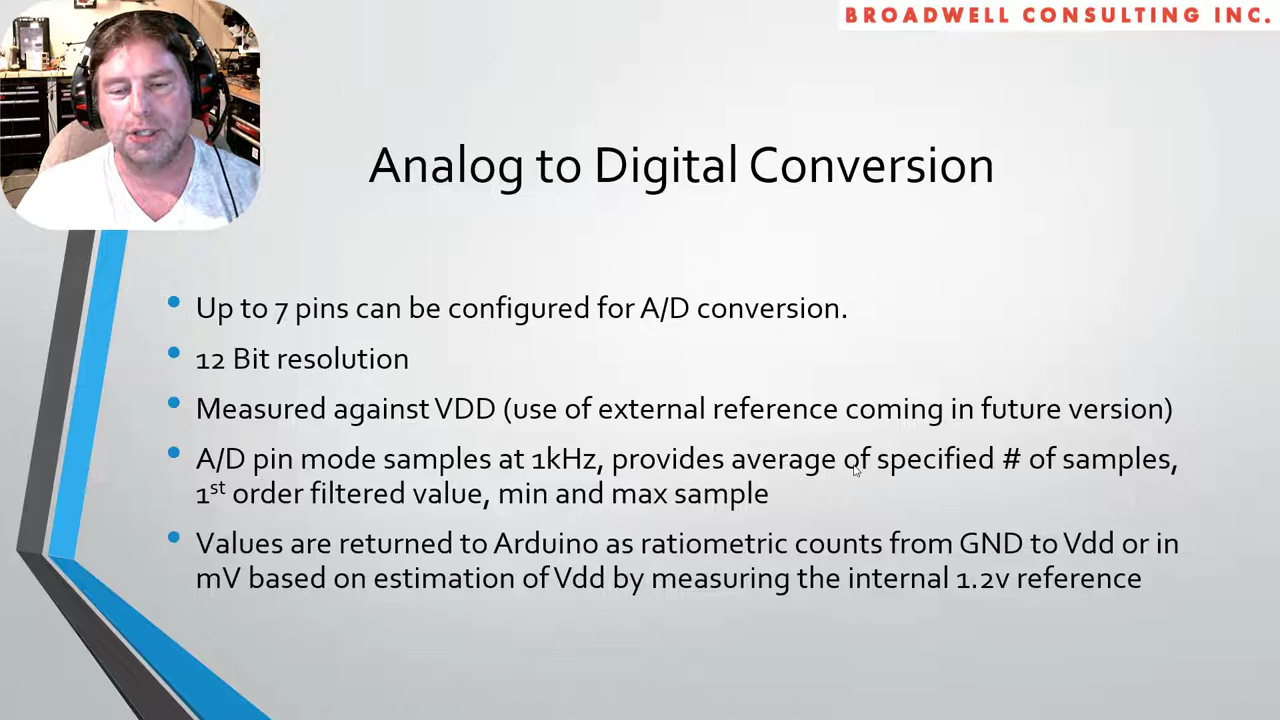 BROADWELL CONSULTING INC.
Analog to Digital Conversion
Up to 7 pins can be configured for A/D conversion.
12 Bit resolution
Measured against VDD (use of external reference coming in future version)
A/D pin mode samples at 1kHz, provides average of specified # of samples,
1st order filtered value, min and max sample
Values are returned to Arduino as ratiometric counts from GND to Vdd or in
mV based on estimation of Vdd by measuring the internal 1.2v reference